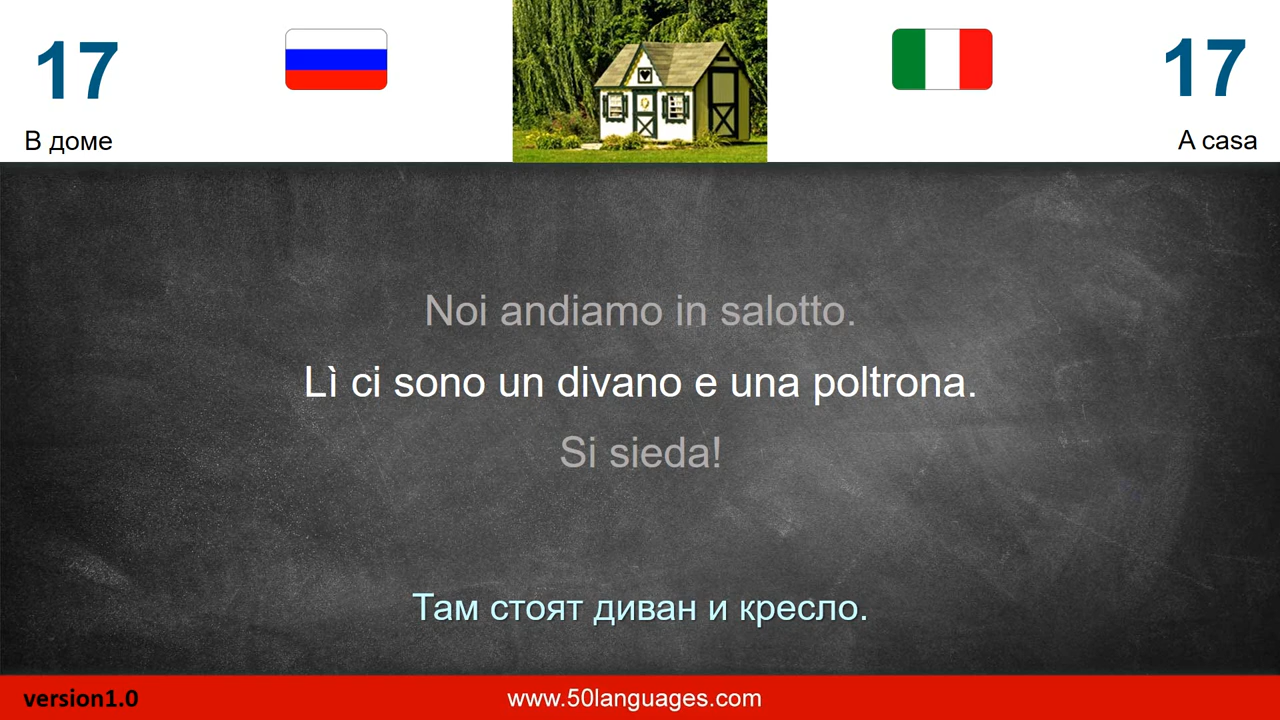 17
17
В доме
A casa
Noi andiamo in salotto.
Lì ci sono un divano e una poltrona.
Si sieda!
Там стоят диван и кресло.
version1.0
www.50languages.com